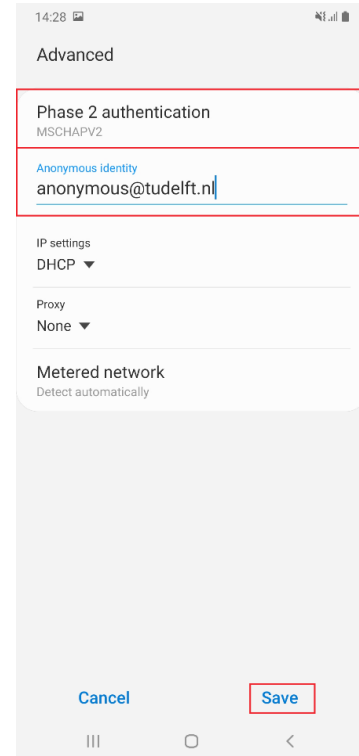 14:28
Advanced
Phase 2 authentication
MSCHAPV2
Anonymous identity
anonymous@tudelft.nl
IP settings
DHCP
Proxy
None
Metered network
Detect automatically
Cancel Save